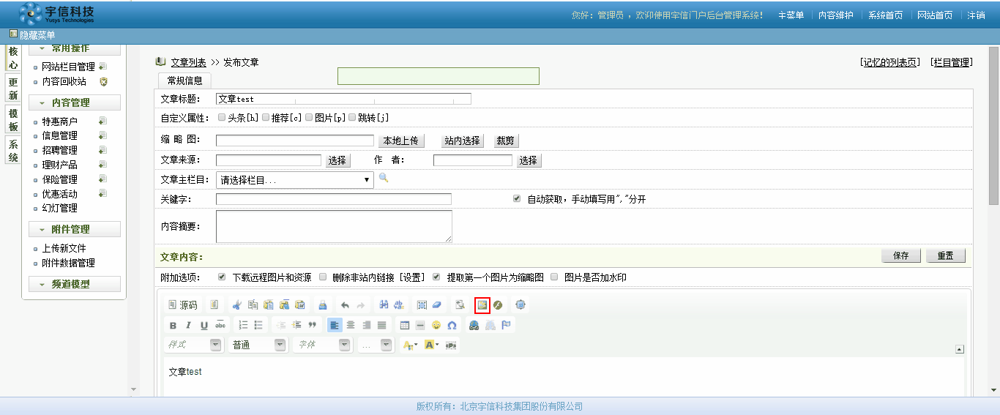 宇信科技
Yusys Technologies
您好：管理员 ，欢迎使用宇信门户后台管理系统！ 主菜单 内容维护 系统首页 网站首页 注销
隐藏菜单
核心
更新
模板
系统
常用操作
网站栏目管理
内容回收站
内容管理
特惠商户
信息管理
招聘管理
理财产品
保险管理
优惠活动
幻灯管理
附件管理
上传新文件
附件数据管理
频道模型
文章列表 >> 发布文章 [记忆的列表页] [栏目管理]
常规信息
文章标题： 文章test
自定义属性： 头条[h] 推荐[c] 图片[p] 跳转[j]
缩 略 图： 本地上传 站内选择 裁剪
文章来源： 选择 作 者： 选择
文章主栏目： 请选择栏目...
关键字： 自动获取，手动填写用","分开
内容摘要：
文章内容： 保存 重置
附加选项： 下载远程图片和资源 删除非站内链接 [设置] 提取第一个图片为缩略图 图片是否加水印
源码
B I U abc
样式 普通 字体 ...
文章test
版权所有：北京宇信科技集团股份有限公司